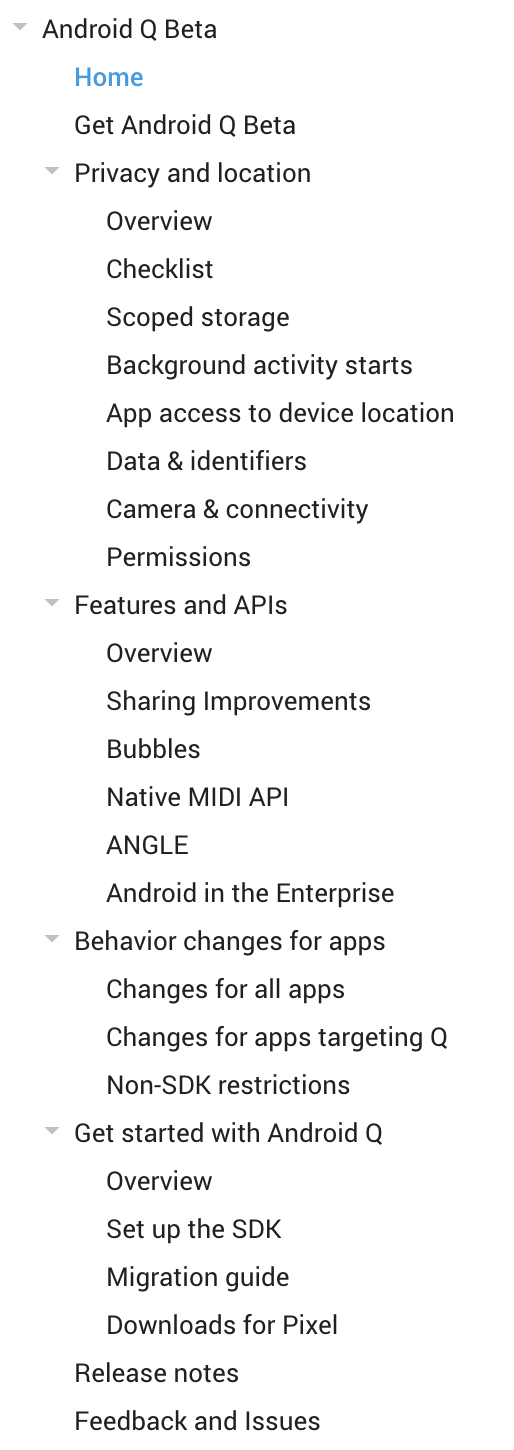 Android Q Beta
Home
Get Android Q Beta
Privacy and location
Overview
Checklist
Scoped storage
Background activity starts
App access to device location
Data & identifiers
Camera & connectivity
Permissions
Features and APIs
Overview
Sharing Improvements
Bubbles
Native MIDI API
ANGLE
Android in the Enterprise
Behavior changes for apps
Changes for all apps
Changes for apps targeting Q
Non-SDK restrictions
Get started with Android Q
Overview
Set up the SDK
Migration guide
Downloads for Pixel
Release notes
Feedback and Issues